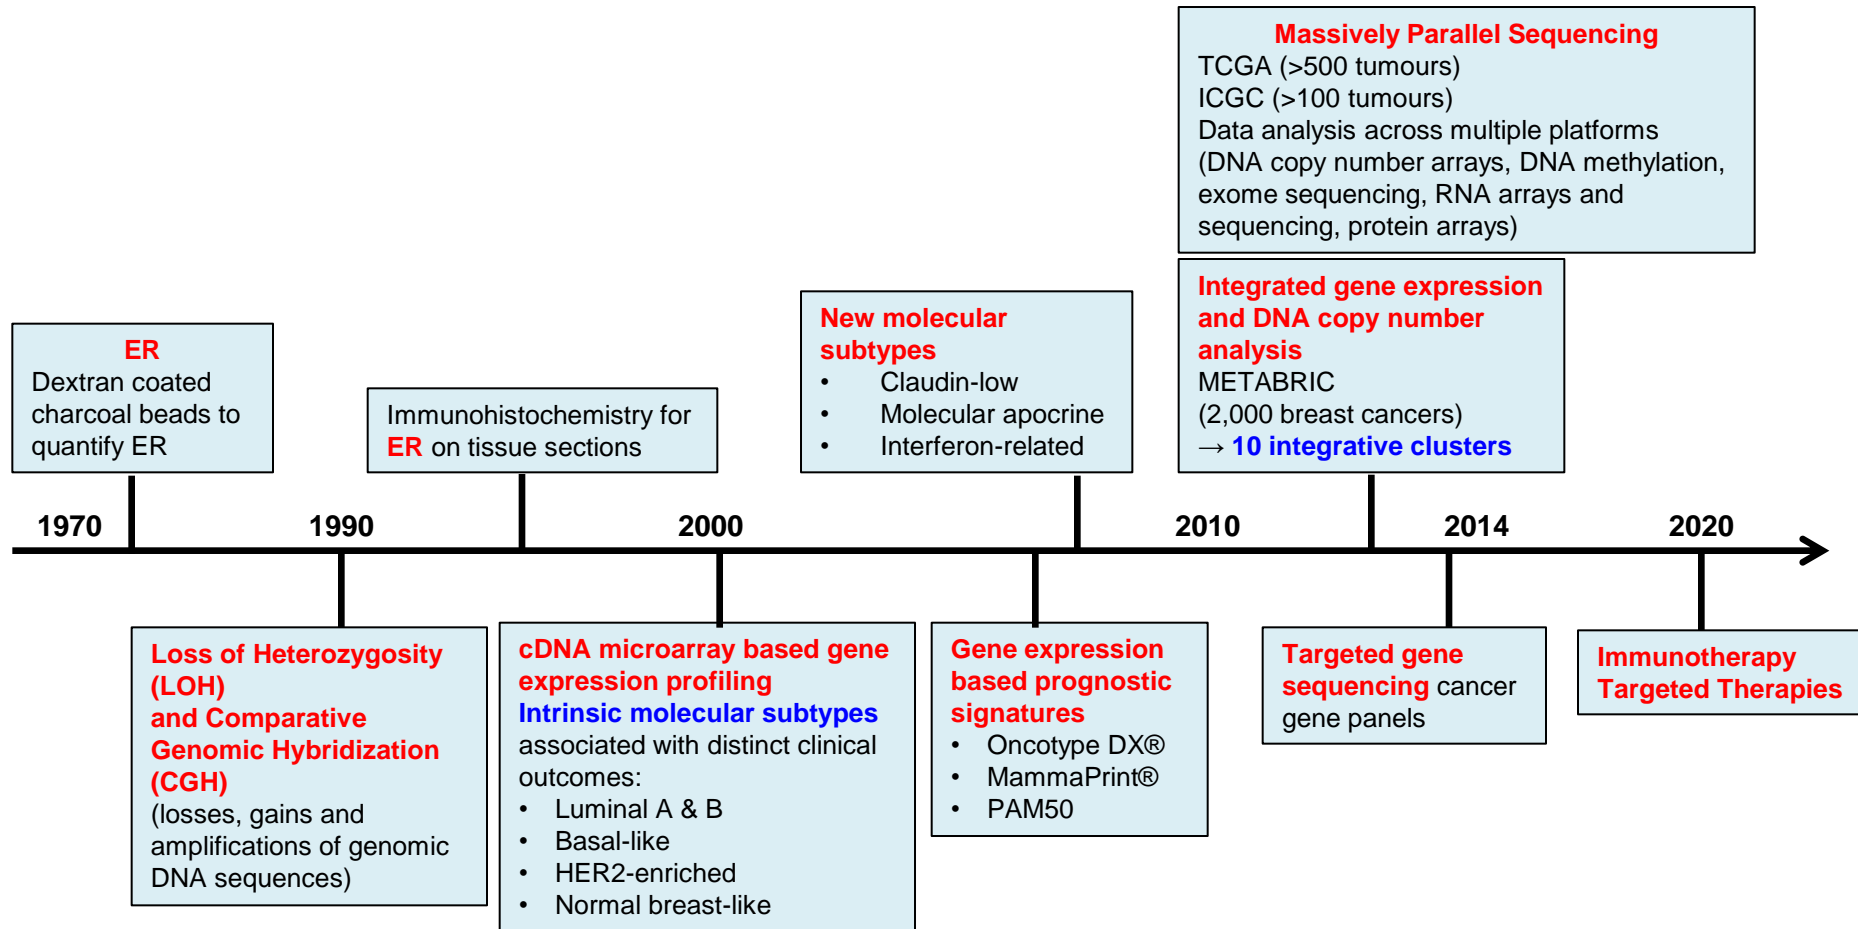 Massively Parallel Sequencing
TCGA (>500 tumours)
ICGC (>100 tumours)
Data analysis across multiple platforms
(DNA copy number arrays, DNA methylation,
exome sequencing, RNA arrays and
sequencing, protein arrays)
ER
Dextran coated
charcoal beads to
quantify ER
Immunohistochemistry for
ER on tissue sections
New molecular
subtypes
• Claudin-low
• Molecular apocrine
• Interferon-related
Integrated gene expression
and DNA copy number
analysis
METABRIC
(2,000 breast cancers)
→ 10 integrative clusters
1970 1990 2000 2010 2014 2020
Loss of Heterozygosity
(LOH)
and Comparative
Genomic Hybridization
(CGH)
(losses, gains and
amplifications of genomic
DNA sequences)
cDNA microarray based gene
expression profiling
Intrinsic molecular subtypes
associated with distinct clinical
outcomes:
• Luminal A & B
• Basal-like
• HER2-enriched
• Normal breast-like
Gene expression
based prognostic
signatures
• Oncotype DX®
• MammaPrint®
• PAM50
Targeted gene
sequencing cancer
gene panels
Immunotherapy
Targeted Therapies